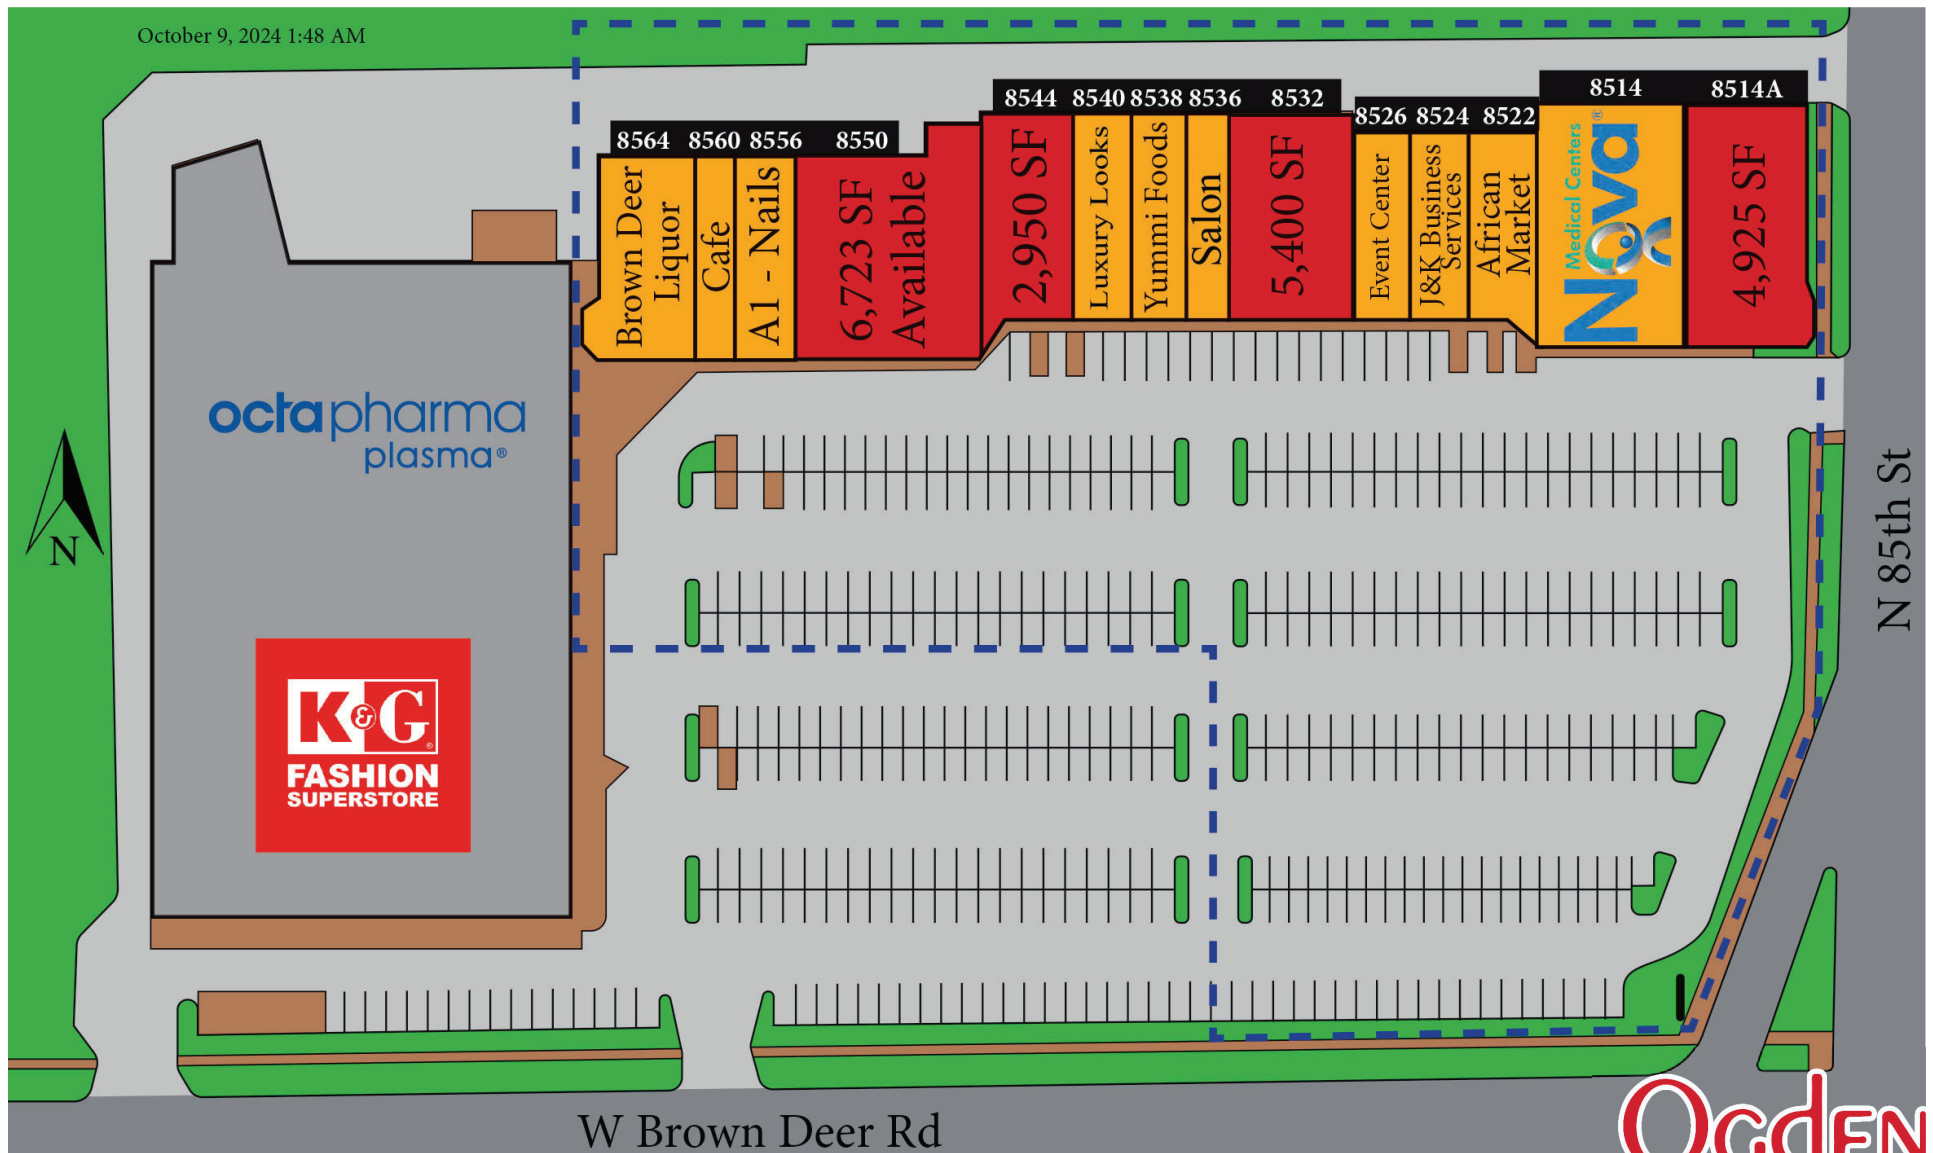 October 9, 2024 1:48 AM
8564
8560
8556
8550
8544
8540
8538
8536
8532
8526
8524
8522
8514
8514A
Brown Deer
Liquor
Cafe
A1 - Nails
6,723 SF
Available
2,950 SF
Luxury Looks
Yummi Foods
Salon
5,400 SF
Event Center
J&K Business
Services
African
Market
Nova®
Medical Centers
4,925 SF
octapharma
plasma®
K&G®
FASHION
SUPERSTORE
N
N 85th St
W Brown Deer Rd
OGDEN